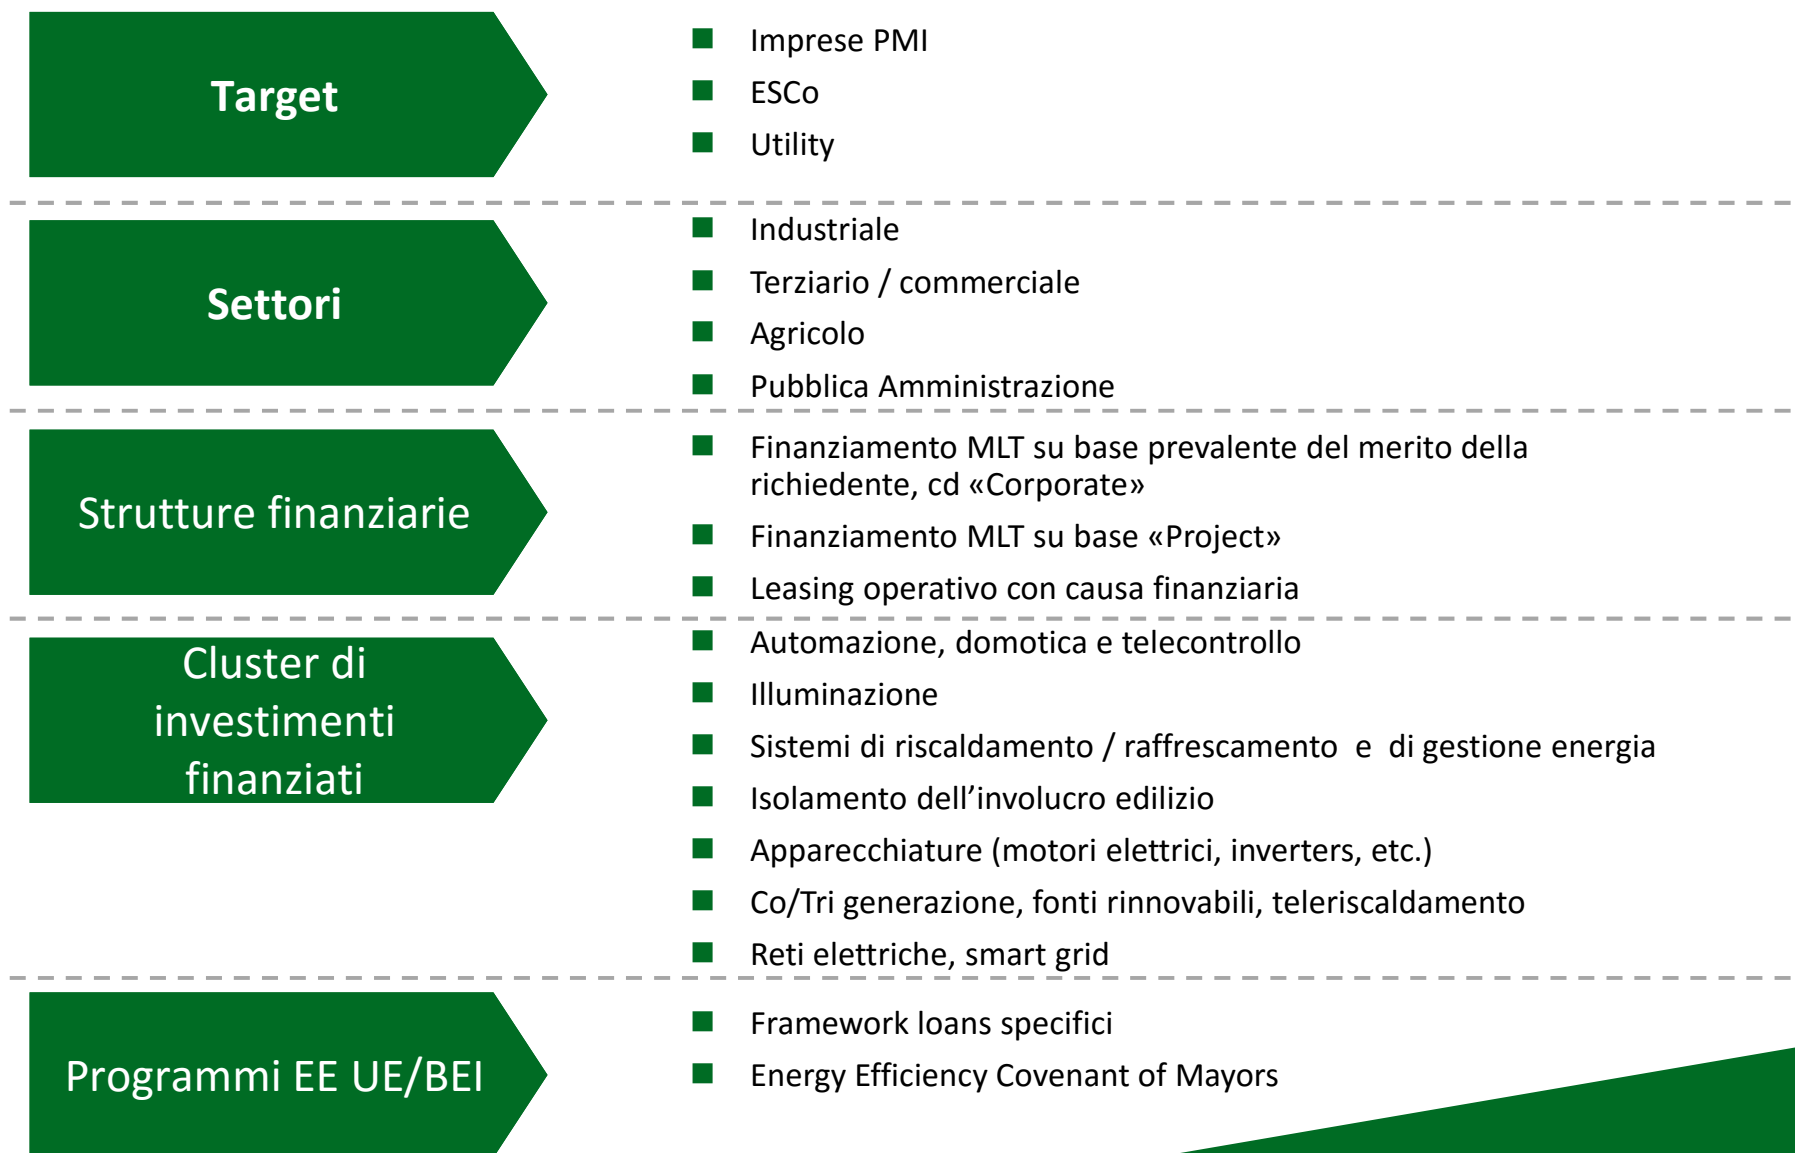 Target
Imprese PMI
ESCo
Utility
Settori
Industriale
Terziario / commerciale
Agricolo
Pubblica Amministrazione
Strutture finanziarie
Finanziamento MLT su base prevalente del merito della
richiedente, cd «Corporate»
Finanziamento MLT su base «Project»
Leasing operativo con causa finanziaria
Cluster di
investimenti
finanziati
Automazione, domotica e telecontrollo
Illuminazione
Sistemi di riscaldamento / raffrescamento e di gestione energia
Isolamento dell’involucro edilizio
Apparecchiature (motori elettrici, inverters, etc.)
Co/Tri generazione, fonti rinnovabili, teleriscaldamento
Reti elettriche, smart grid
Programmi EE UE/BEI
Framework loans specifici
Energy Efficiency Covenant of Mayors